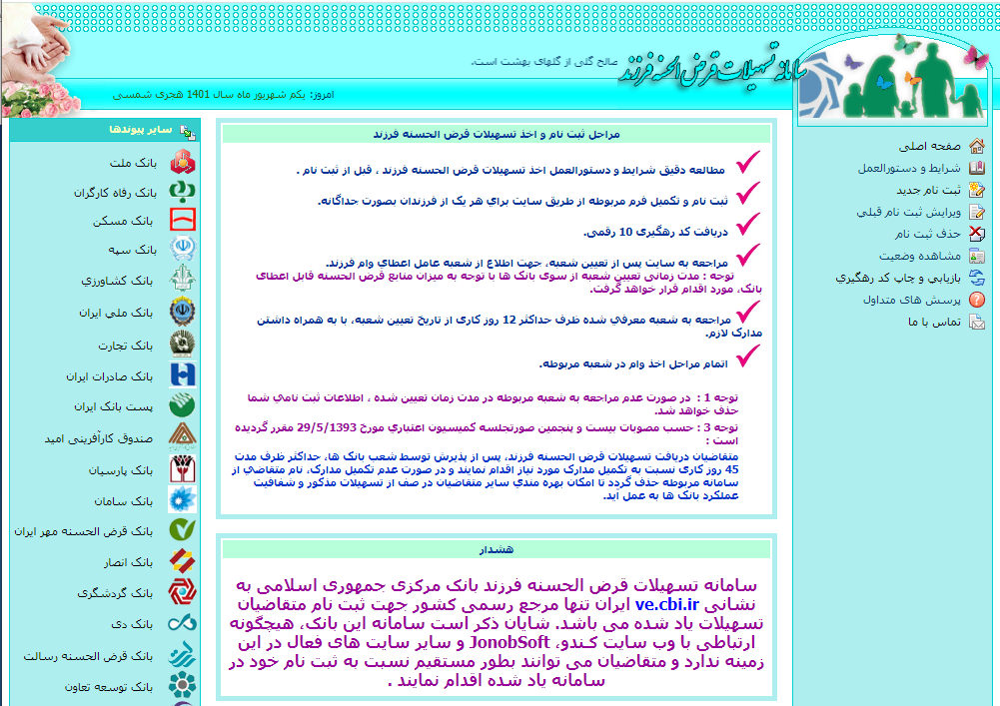 سامانه تسهیلات قرض الحسنه فرزند
صالح گلی از گلهای بهشت است.
امروز: یکم شهریور ماه سال 1401 هجری شمسی
صفحه اصلی
شرایط و دستورالعمل
ثبت نام جدید
ویرایش ثبت نام قبلي
حذف ثبت نام
مشاهده وضعیت
بازیابي و چاپ کد رهگیري
پرسش های متداول
تماس با ما
مراحل ثبت نام و اخذ تسهیلات قرض الحسنه فرزند
مطالعه دقیق شرایط و دستورالعمل اخذ تسهیلات قرض الحسنه فرزند ، قبل از ثبت نام .
ثبت نام و تکمیل فرم مربوطه از طریق سایت براي هر یک از فرزندان بصورت جداگانه.
دریافت کد رهگیری 10 رقمی.
مراجعه به سایت پس از تعیین شعبه، جهت اطلاع از شعبه عامل اعطاي وام فرزند.
توجه : مدت زمانی تعیین شعبه از سوی بانک ها با توجه به میزان منابع قرض الحسنه قابل اعطای
بانک، مورد اقدام قرار خواهد گرفت.
مراجعه به شعبه معرفي شده ظرف حداکثر 12 روز کاری از تاریخ تعیین شعبه، با به همراه داشتن
مدارک لازم.
اتمام مراحل اخذ وام در شعبه مربوطه.
توجه 1 : در صورت عدم مراجعه به شعبه مربوطه در مدت زمان تعیین شده ، اطلاعات ثبت نامي شما
حذف خواهد شد.
توجه 3 : حسب مصوبات بیست و پنجمین صورتجلسه کمیسیون اعتباري مورخ 29/5/1393 مقرر گردیده
است :
متقاضیان دریافت تسهیلات قرض الحسنه فرزند، پس از پذیرش توسط شعب بانک ها، حداکثر ظرف مدت
45 روز کاری نسبت به تکمیل مدارک مورد نیاز اقدام نمایند و در صورت عدم تکمیل مدارک، نام متقاضي از
سامانه مربوطه حذف گردد تا امکان بهره مندي سایر متقاضیان در صف از تسهیلات مذکور و شفافیت
عملکرد بانک ها به عمل آید.
هشدار
سامانه تسهیلات قرض الحسنه فرزند بانک مرکزی جمهوری اسلامی به
نشانی ve.cbi.ir ایران تنها مرجع رسمی کشور جهت ثبت نام متقاضیان
تسهیلات یاد شده می باشد. شایان ذکر است سامانه این بانک، هیچگونه
ارتباطی با وب سایت کندو، JonobSoft و سایر سایت های فعال در این
زمینه ندارد و متقاضیان می توانند بطور مستقیم نسبت به ثبت نام خود در
سامانه یاد شده اقدام نمایند .
سایر پیوندها
بانک ملت
بانک رفاه کارگران
بانک مسکن
بانک سپه
بانک کشاورزي
بانک ملي ایران
بانک تجارت
بانک صادرات ایران
پست بانک ایران
صندوق کارآفرینی امید
بانک پارسیان
بانک سامان
بانک قرض الحسنه مهر ایران
بانک انصار
بانک گردشگری
بانک دی
بانک قرض الحسنه رسالت
بانک توسعه تعاون